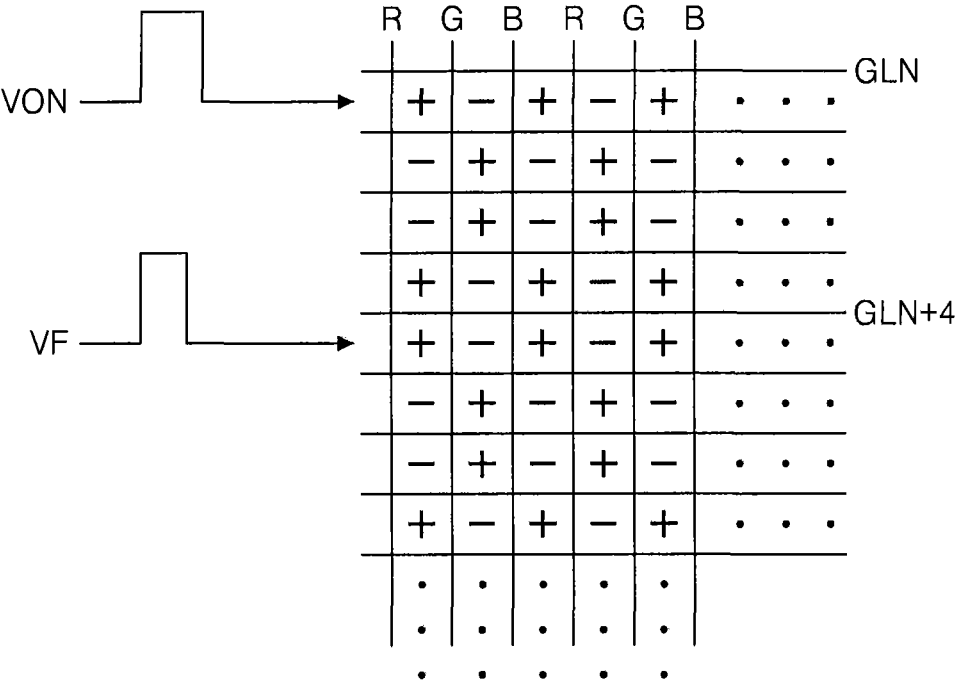 R G B R G B
GLN
VON
+ − + − +
− + − + −
− + − + −
+ − + − +
GLN+4
VF
+ − + − +
− + − + −
− + − + −
+ − + − +